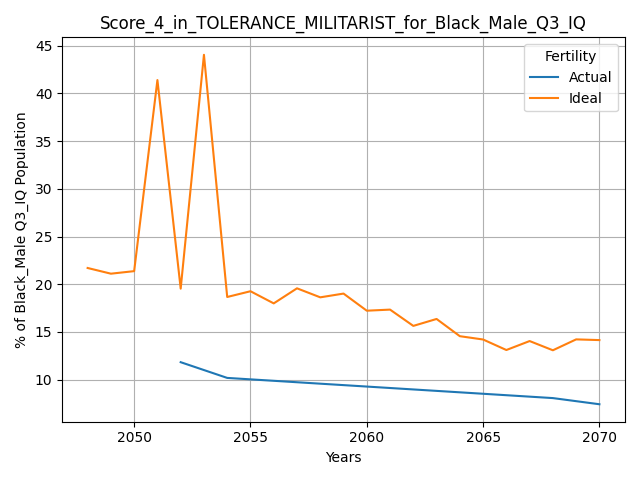 Score_4_in_TOLERANCE_MILITARIST_for_Black_Male_Q3_IQ
45
40
35
30
25
20
15
10
% of Black_Male Q3_IQ Population
Fertility
Actual
Ideal
2050 2055 2060 2065 2070
Years